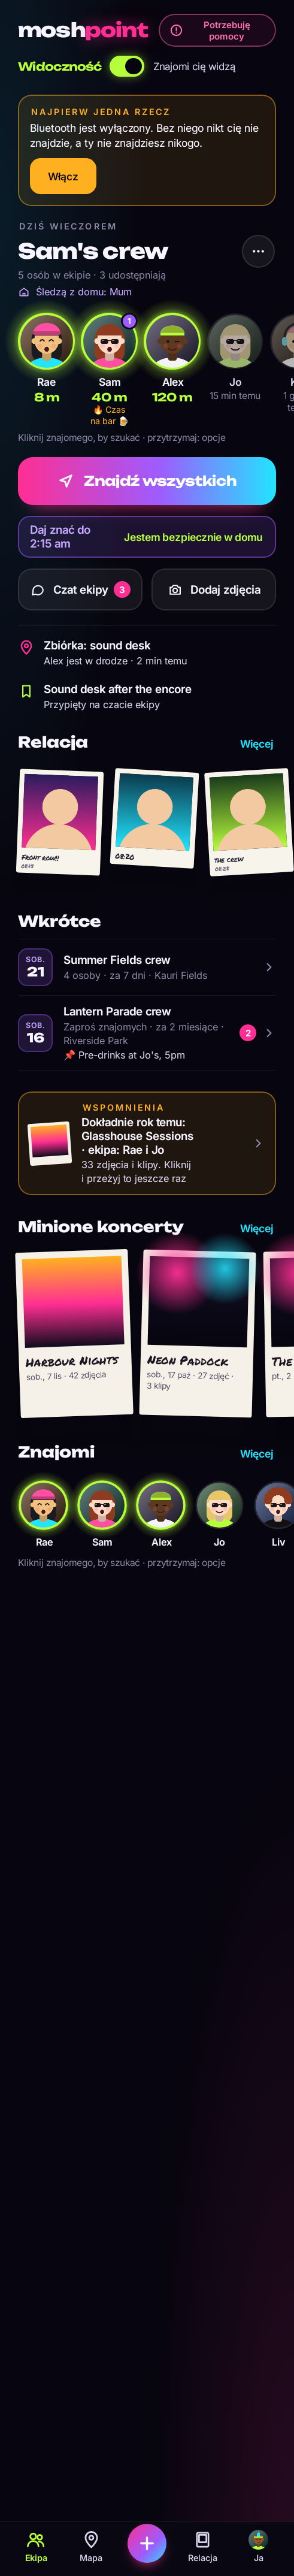 moshpoint
Potrzebuję
pomocy
Widoczność
Znajomi cię widzą
NAJPIERW JEDNA RZECZ
Bluetooth jest wyłączony. Bez niego nikt cię nie
znajdzie, a ty nie znajdziesz nikogo.
Włącz
DZIŚ WIECZOREM
Sam's crew
5 osób w ekipie · 3 udostępniają
Śledzą z domu: Mum
1
Rae
Sam
Alex
Jo
8 m
40 m
120 m
15 min temu
🔥 Czas
na bar 🍺
Kliknij znajomego, by szukać · przytrzymaj: opcje
Znajdź wszystkich
Daj znać do
2:15 am
Jestem bezpiecznie w domu
Czat ekipy 3
Dodaj zdjęcia
Zbiórka: sound desk
Alex jest w drodze · 2 min temu
Sound desk after the encore
Przypięty na czacie ekipy
Relacja
Więcej
Front row!!
08:15
08:20
the crew
08:28
Wkrótce
SOB.
21
Summer Fields crew
4 osoby · za 7 dni · Kauri Fields
SOB.
16
Lantern Parade crew
Zaproś znajomych · za 2 miesiące ·
Riverside Park
📌 Pre-drinks at Jo's, 5pm
2
WSPOMNIENIA
Dokładnie rok temu:
Glasshouse Sessions
· ekipa: Rae i Jo
33 zdjęcia i klipy. Kliknij
i przeżyj to jeszcze raz
Minione koncerty
Więcej
Harbour Nights
sob., 7 lis · 42 zdjęcia
Neon Paddock
sob., 17 paź · 27 zdjęć ·
3 klipy
The
pt., 2
Znajomi
Więcej
Rae
Sam
Alex
Jo
Liv
Kliknij znajomego, by szukać · przytrzymaj: opcje
Ekipa
Mapa
Relacja
Ja